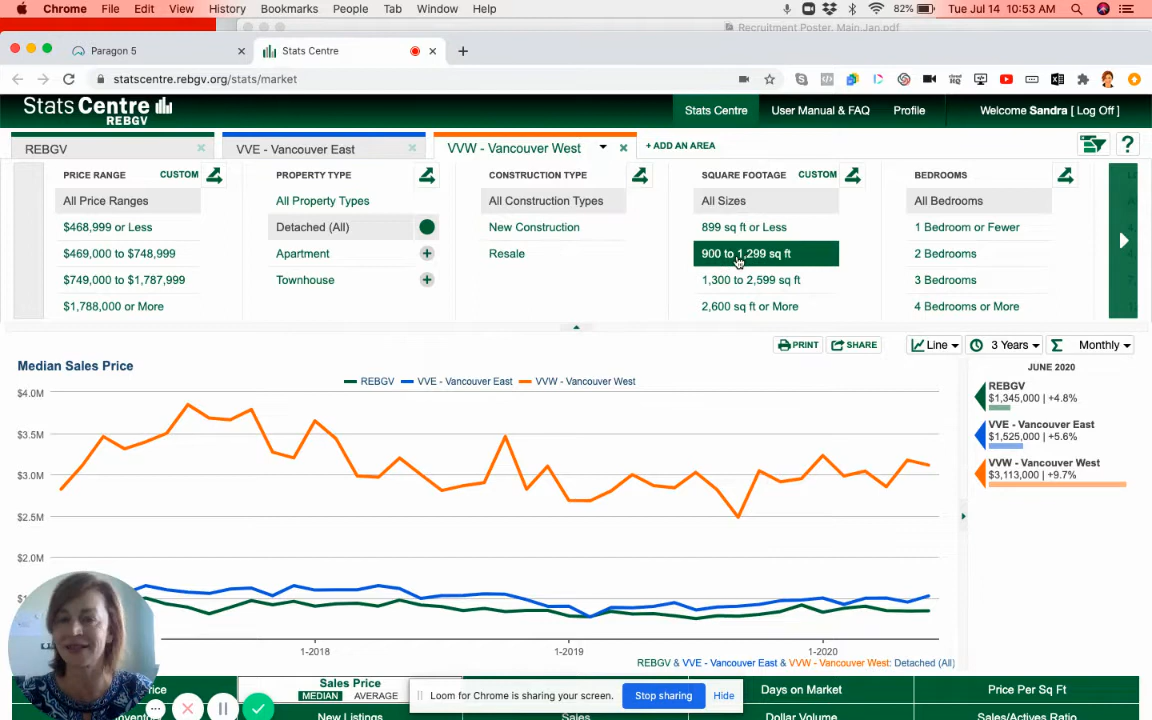 Chrome File Edit View History Bookmarks People Tab Window Help 82% Tue Jul 14 10:53 AM
Recruitment Poster, Main Jan.pdf
Paragon 5 Stats Centre
statscentre.rebgv.org/stats/market
Stats Centre REBGV
Stats Centre User Manual & FAQ Profile Welcome Sandra [ Log Off ]
REBGV VVE - Vancouver East VVW - Vancouver West + ADD AN AREA ?
PRICE RANGE CUSTOM PROPERTY TYPE CONSTRUCTION TYPE SQUARE FOOTAGE CUSTOM BEDROOMS
All Price Ranges All Property Types All Construction Types All Sizes All Bedrooms
$468,999 or Less Detached (All) New Construction 899 sq ft or Less 1 Bedroom or Fewer
$469,000 to $748,999 Apartment Resale 900 to 1,299 sq ft 2 Bedrooms
$749,000 to $1,787,999 Townhouse 1,300 to 2,599 sq ft 3 Bedrooms
$1,788,000 or More 2,600 sq ft or More 4 Bedrooms or More
PRINT SHARE Line 3 Years Σ Monthly
Median Sales Price
REBGV VVE - Vancouver East VVW - Vancouver West
JUNE 2020
REBGV
$1,345,000 | +4.8%
VVE - Vancouver East
$1,525,000 | +5.6%
VVW - Vancouver West
$3,113,000 | +9.7%
$4.0M
$3.5M
$3.0M
$2.5M
$2.0M
1-2018 1-2019 1-2020
REBGV & VVE - Vancouver East & VVW - Vancouver West: Detached (All)
Sales Price Days on Market Price Per Sq Ft
MEDIAN AVERAGE
Loom for Chrome is sharing your screen. Stop sharing Hide
New Listings Sales Dollar Volume Sales/Actives Ratio